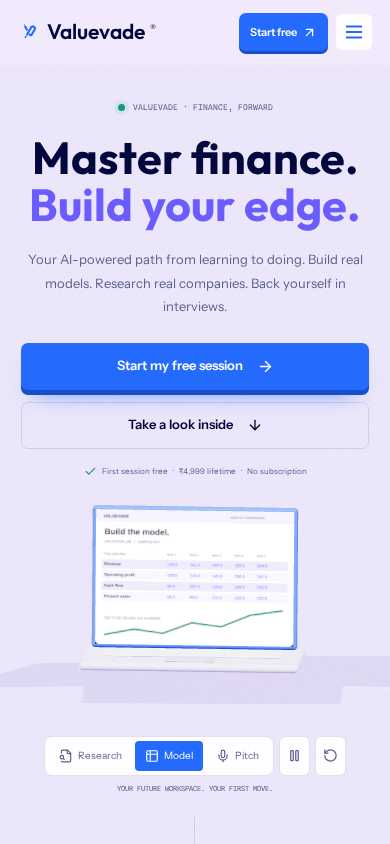 Valuevade ®
Start free
VALUEVADE · FINANCE, FORWARD
Master finance.
Build your edge.
Your AI-powered path from learning to doing. Build real
models. Research real companies. Back yourself in
interviews.
Start my free session
Take a look inside
First session free · ₹4,999 lifetime · No subscription
VALUEVADE
Build the model.
Revenue
Operating profit
Cash flow
Product sales
Research
Model
Pitch
YOUR FUTURE WORKSPACE. YOUR FIRST MOVE.